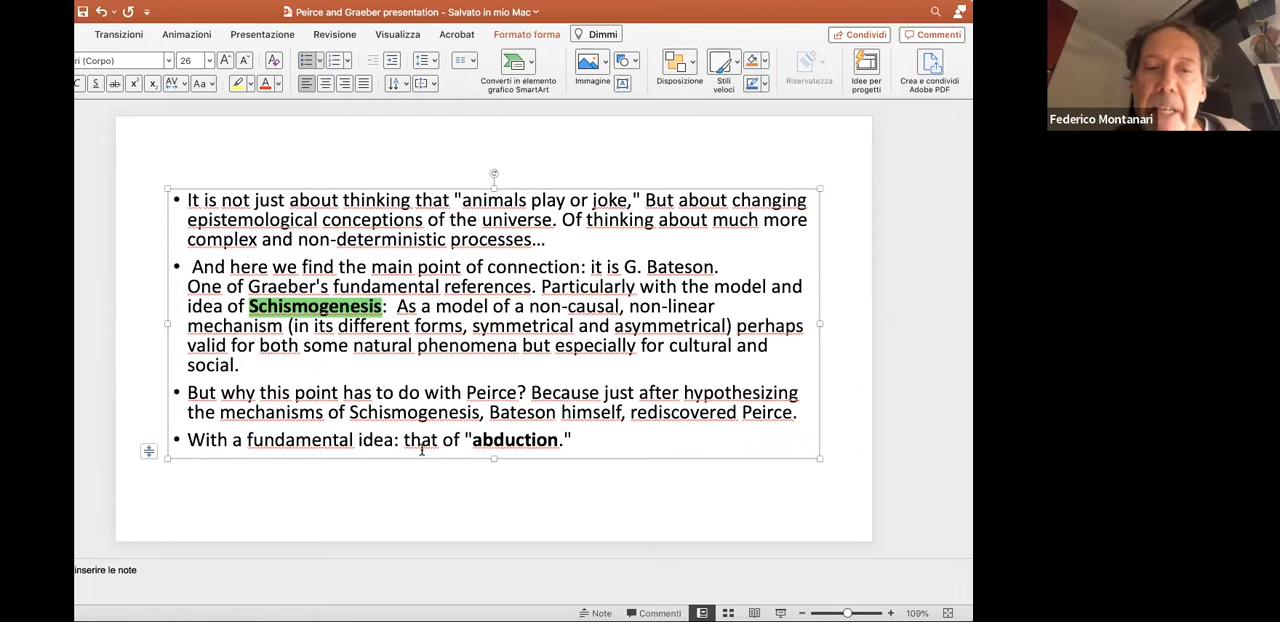 Peirce and Graeber presentation - Salvato in mio Mac
Transizioni Animazioni Presentazione Revisione Visualizza Acrobat Formato forma Dimmi Condividi Commenti
ri (Corpo) 26
Converti in elemento grafico SmartArt
Immagine
Disposizione
Stili veloci
Riservatezza
Idee per progetti
Crea e condividi Adobe PDF
Federico Montanari
• It is not just about thinking that "animals play or joke," But about changing
epistemological conceptions of the universe. Of thinking about much more
complex and non-deterministic processes...
• And here we find the main point of connection: it is G. Bateson.
One of Graeber's fundamental references. Particularly with the model and
idea of Schismogenesis: As a model of a non-causal, non-linear
mechanism (in its different forms, symmetrical and asymmetrical) perhaps
valid for both some natural phenomena but especially for cultural and
social.
• But why this point has to do with Peirce? Because just after hypothesizing
the mechanisms of Schismogenesis, Bateson himself, rediscovered Peirce.
• With a fundamental idea: that of "abduction."
inserire le note
Note Commenti 109%